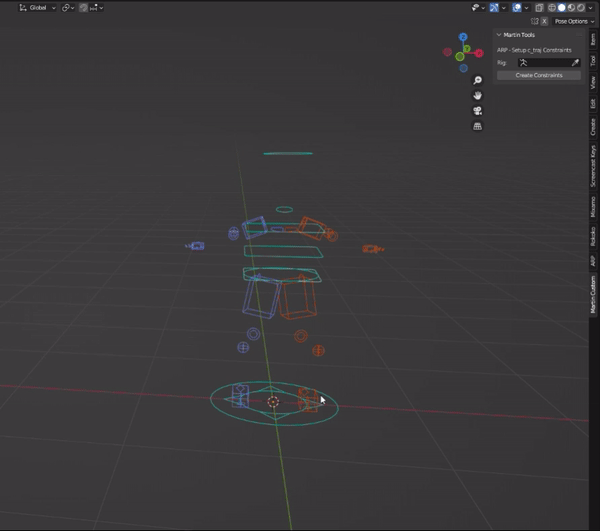 Global
Pose Options
Martin Tools
ARP - Setup c_traj Constraints
Rig:
Create Constraints
Item
Tool
View
Edit
Create
Screencast Keys
Mixamo
Rokoko
ARP
Martin Custom
X
Z